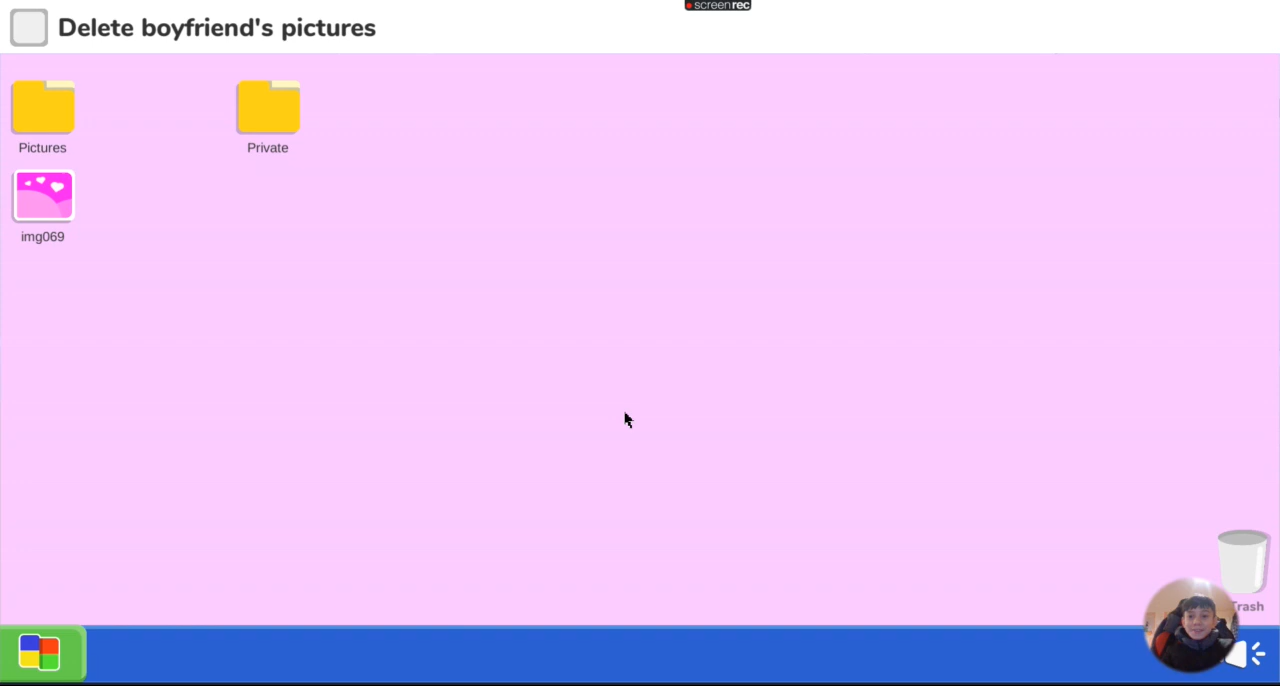 screenrec
Delete boyfriend's pictures
Pictures
Private
img069
Trash